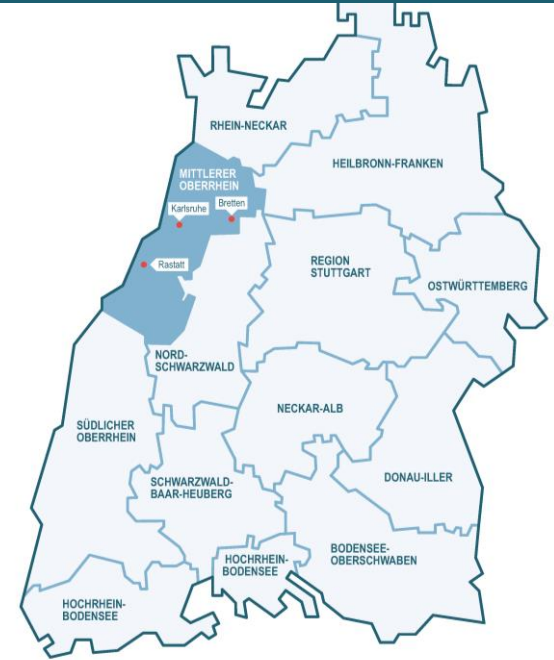 RHEIN-NECKAR
HEILBRONN-FRANKEN
MITTLERER
OBERRHEIN
Karlsruhe
Bretten
Rastatt
REGION
STUTTGART
OSTWÜRTTEMBERG
NORD-
SCHWARZWALD
NECKAR-ALB
SÜDLICHER
OBERRHEIN
DONAU-ILLER
SCHWARZWALD-
BAAR-HEUBERG
BODENSEE-
OBERSCHWABEN
HOCHRHEIN-
BODENSEE
HOCHRHEIN-
BODENSEE